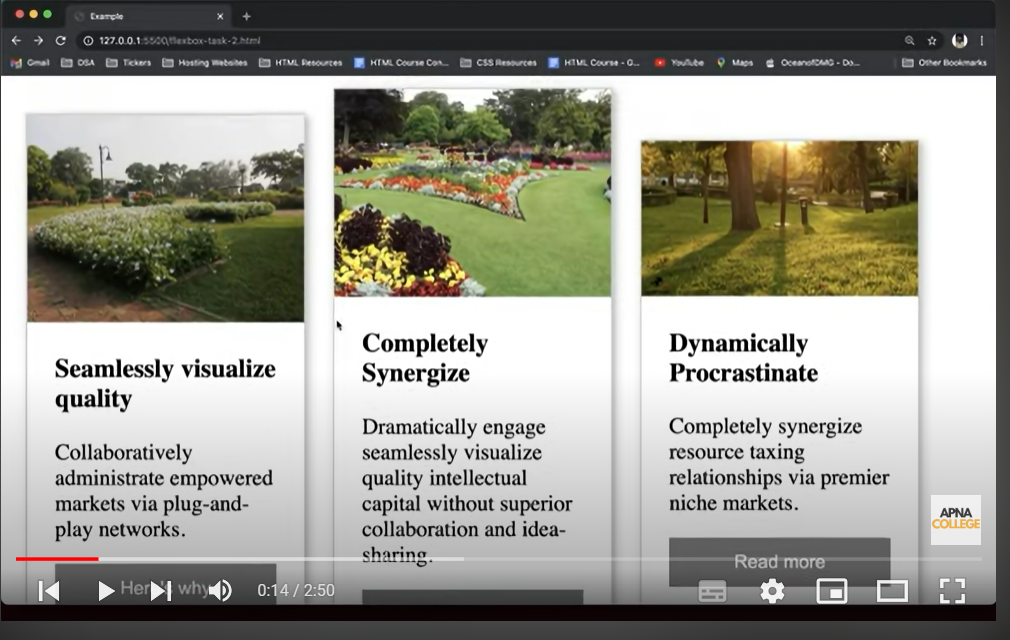 Example
127.0.0.1:5500/flexbox-task-2.html
Gmail
DSA
Tickers
Hosting Websites
HTML Resources
HTML Course Con...
CSS Resources
HTML Course - G...
YouTube
Maps
OceanofDMG - Do...
Other Bookmarks
Seamlessly visualize
quality
Collaboratively
administrate empowered
markets via plug-and-
play networks.
Here's why
Completely
Synergize
Dramatically engage
seamlessly visualize
quality intellectual
capital without superior
collaboration and idea-
sharing.
Dynamically
Procrastinate
Completely synergize
resource taxing
relationships via premier
niche markets.
Read more
APNA
COLLEGE
0:14 / 2:50